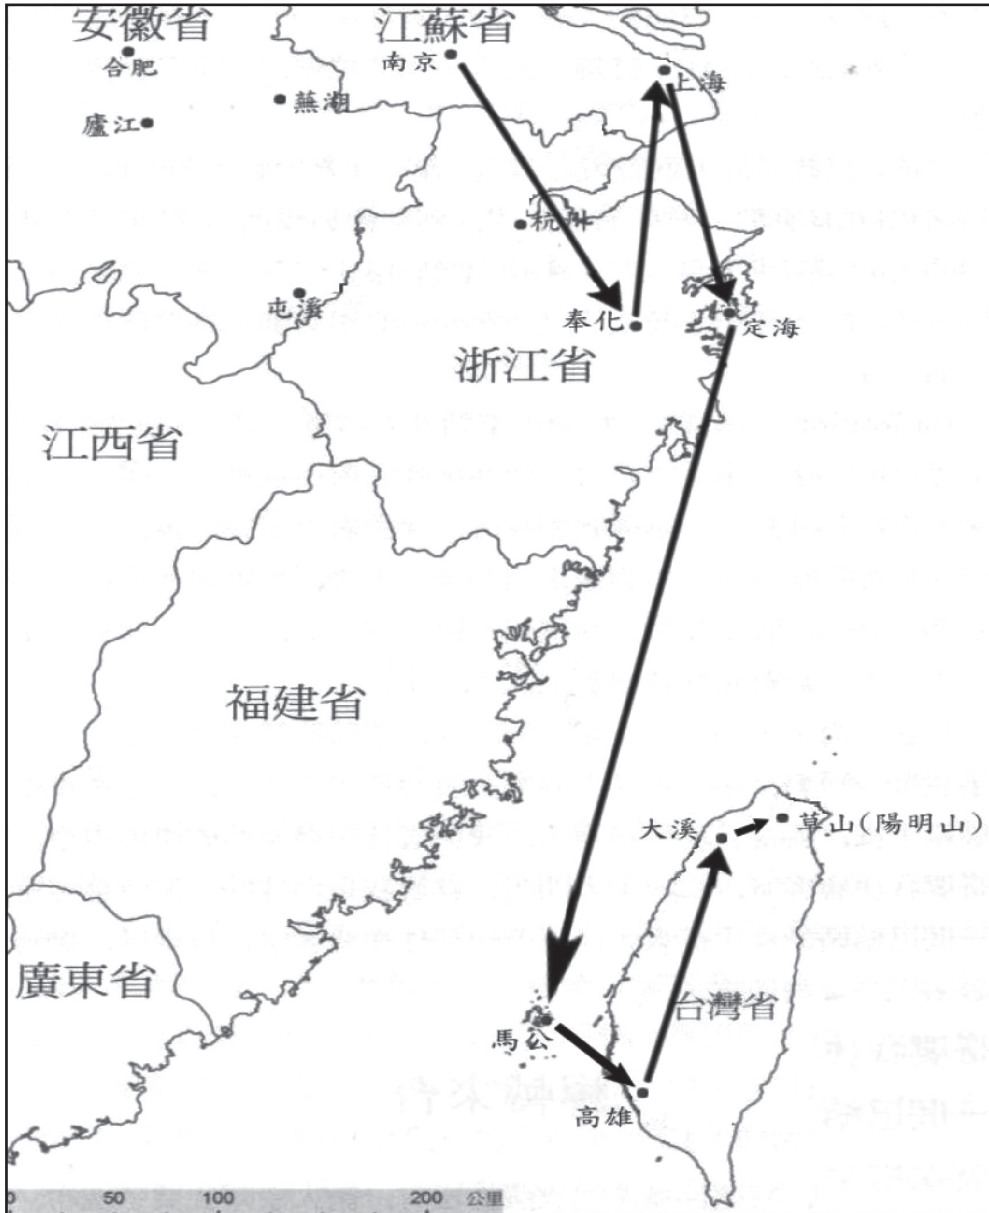 安徽省
江蘇省
合肥
南京
上海
蕪湖
廬江
杭州
屯溪
奉化
定海
浙江省
江西省
福建省
大溪
草山(陽明山)
廣東省
台灣省
馬公
高雄
0 50 100 200 公里